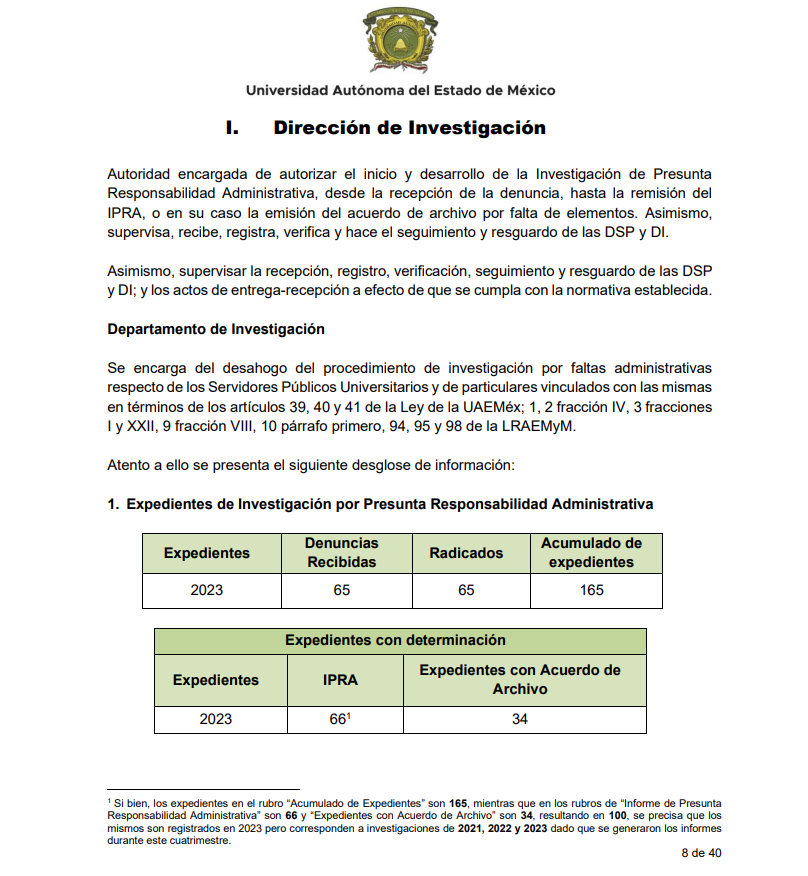 Universidad Autónoma del Estado de México
I. Dirección de Investigación
Autoridad encargada de autorizar el inicio y desarrollo de la Investigación de Presunta
Responsabilidad Administrativa, desde la recepción de la denuncia, hasta la remisión del
IPRA, o en su caso la emisión del acuerdo de archivo por falta de elementos. Asimismo,
supervisa, recibe, registra, verifica y hace el seguimiento y resguardo de las DSP y DI.
Asimismo, supervisar la recepción, registro, verificación, seguimiento y resguardo de las DSP
y DI; y los actos de entrega-recepción a efecto de que se cumpla con la normativa establecida.
Departamento de Investigación
Se encarga del desahogo del procedimiento de investigación por faltas administrativas
respecto de los Servidores Públicos Universitarios y de particulares vinculados con las mismas
en términos de los artículos 39, 40 y 41 de la Ley de la UAEMéx; 1, 2 fracción IV, 3 fracciones
I y XXII, 9 fracción VIII, 10 párrafo primero, 94, 95 y 98 de la LRAEMyM.
Atento a ello se presenta el siguiente desglose de información:
1. Expedientes de Investigación por Presunta Responsabilidad Administrativa
Expedientes Denuncias Recibidas Radicados Acumulado de expedientes
2023 65 65 165
Expedientes con determinación
Expedientes IPRA Expedientes con Acuerdo de Archivo
2023 66¹ 34
¹ Si bien, los expedientes en el rubro “Acumulado de Expedientes” son 165, mientras que en los rubros de “Informe de Presunta
Responsabilidad Administrativa” son 66 y “Expedientes con Acuerdo de Archivo” son 34, resultando en 100, se precisa que los
mismos son registrados en 2023 pero corresponden a investigaciones de 2021, 2022 y 2023 dado que se generaron los informes
durante este cuatrimestre.
8 de 40